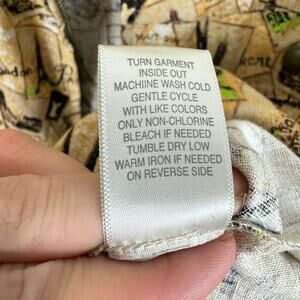 TURN GARMENT
INSIDE OUT
MACHIINE WASH COLD
GENTLE CYCLE
WITH LIKE COLORS
ONLY NON-CHLORINE
BLEACH IF NEEDED
TUMBLE DRY LOW
WARM IRON IF NEEDED
ON REVERSE SIDE